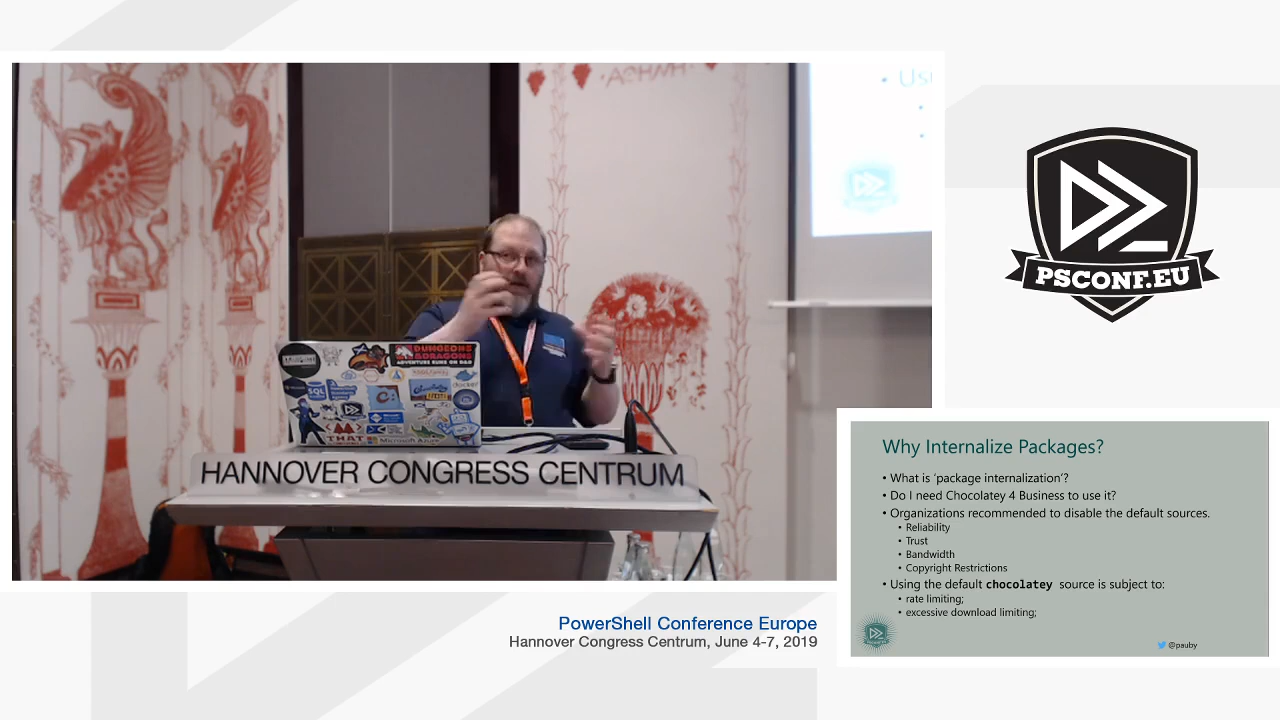 PSCONF.EU
DUNGEONS
&DRAGONS
ADVENTURE RUNS ON D&D
SQL
docker
THAT
Microsoft Azure
HANNOVER CONGRESS CENTRUM
Why Internalize Packages?
• What is 'package internalization'?
• Do I need Chocolatey 4 Business to use it?
• Organizations recommended to disable the default sources.
• Reliability
• Trust
• Bandwidth
• Copyright Restrictions
• Using the default chocolatey source is subject to:
• rate limiting;
• excessive download limiting;
@pauby
PowerShell Conference Europe
Hannover Congress Centrum, June 4-7, 2019